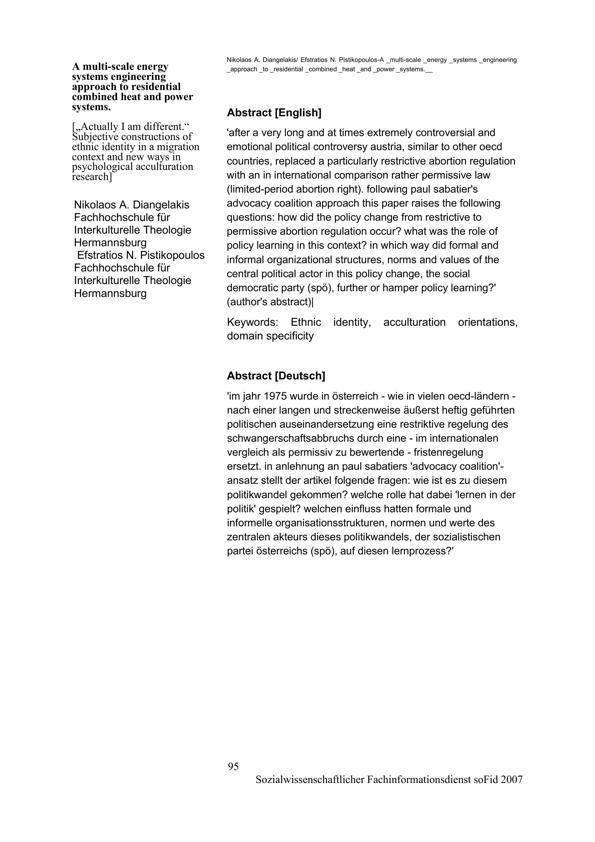 A multi-scale energy
systems engineering
approach to residential
combined heat and power
systems.
[„Actually I am different.“
Subjective constructions of
ethnic identity in a migration
context and new ways in
psychological acculturation
research]
Nikolaos A. Diangelakis
Fachhochschule für
Interkulturelle Theologie
Hermannsburg
Efstratios N. Pistikopoulos
Fachhochschule für
Interkulturelle Theologie
Hermannsburg
Nikolaos A. Diangelakis/ Efstratios N. Pistikopoulos-A _multi-scale _energy _systems _engineering
_approach _to _residential _combined _heat _and _power _systems.__
Abstract [English]
'after a very long and at times extremely controversial and
emotional political controversy austria, similar to other oecd
countries, replaced a particularly restrictive abortion regulation
with an in international comparison rather permissive law
(limited-period abortion right). following paul sabatier's
advocacy coalition approach this paper raises the following
questions: how did the policy change from restrictive to
permissive abortion regulation occur? what was the role of
policy learning in this context? in which way did formal and
informal organizational structures, norms and values of the
central political actor in this policy change, the social
democratic party (spö), further or hamper policy learning?'
(author's abstract)|
Keywords: Ethnic identity, acculturation orientations,
domain specificity
Abstract [Deutsch]
'im jahr 1975 wurde in österreich - wie in vielen oecd-ländern -
nach einer langen und streckenweise äußerst heftig geführten
politischen auseinandersetzung eine restriktive regelung des
schwangerschaftsabbruchs durch eine - im internationalen
vergleich als permissiv zu bewertende - fristenregelung
ersetzt. in anlehnung an paul sabatiers 'advocacy coalition'-
ansatz stellt der artikel folgende fragen: wie ist es zu diesem
politikwandel gekommen? welche rolle hat dabei 'lernen in der
politik' gespielt? welchen einfluss hatten formale und
informelle organisationsstrukturen, normen und werte des
zentralen akteurs dieses politikwandels, der sozialistischen
partei österreichs (spö), auf diesen lernprozess?'
95
Sozialwissenschaftlicher Fachinformationsdienst soFid 2007